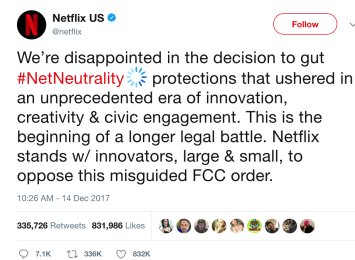 Netflix US
@netflix
Follow
We're disappointed in the decision to gut
#NetNeutrality protections that ushered in
an unprecedented era of innovation,
creativity & civic engagement. This is the
beginning of a longer legal battle. Netflix
stands w/ innovators, large & small, to
oppose this misguided FCC order.
10:26 AM - 14 Dec 2017
335,726 Retweets 831,986 Likes
7.1K 336K 832K